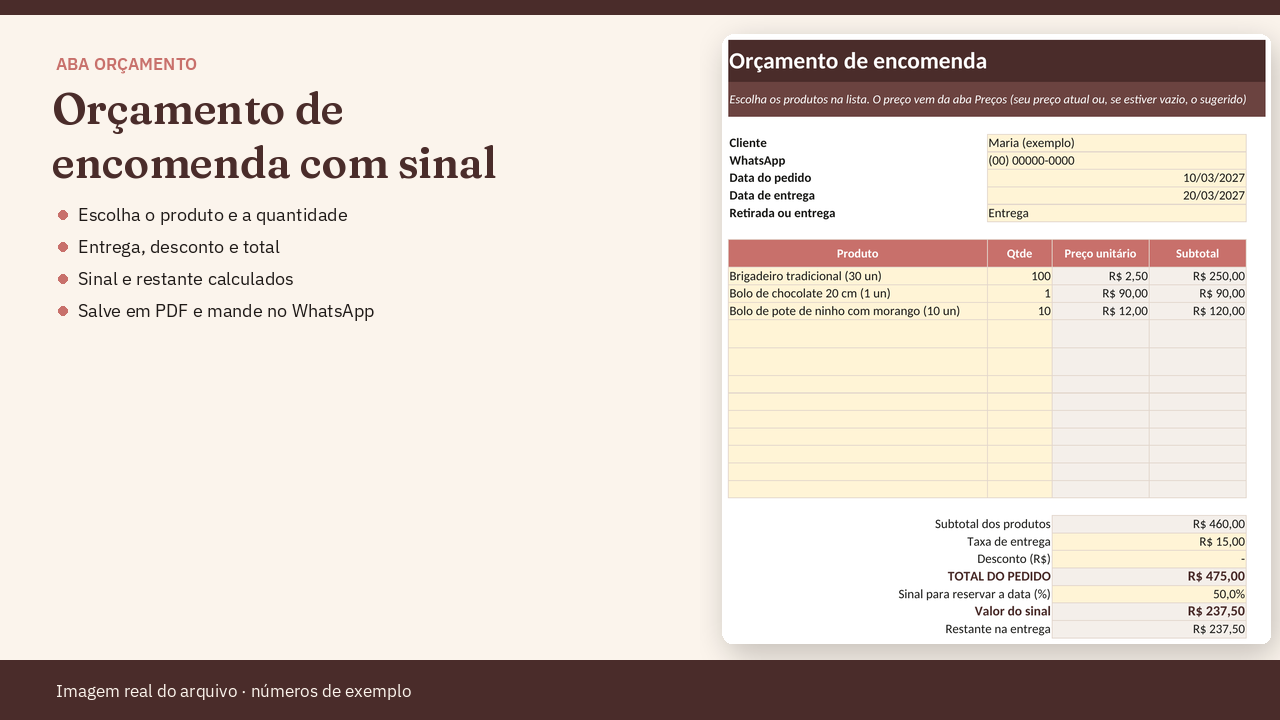 ABA ORÇAMENTO
Orçamento de
encomenda com sinal
Escolha o produto e a quantidade
Entrega, desconto e total
Sinal e restante calculados
Salve em PDF e mande no WhatsApp
Orçamento de encomenda
Escolha os produtos na lista. O preço vem da aba Preços (seu preço atual ou, se estiver vazio, o sugerido)
Cliente Maria (exemplo)
WhatsApp (00) 00000-0000
Data do pedido 10/03/2027
Data de entrega 20/03/2027
Retirada ou entrega Entrega
Produto Qtde Preço unitário Subtotal
Brigadeiro tradicional (30 un) 100 R$ 2,50 R$ 250,00
Bolo de chocolate 20 cm (1 un) 1 R$ 90,00 R$ 90,00
Bolo de pote de ninho com morango (10 un) 10 R$ 12,00 R$ 120,00
Subtotal dos produtos R$ 460,00
Taxa de entrega R$ 15,00
Desconto (R$) -
TOTAL DO PEDIDO R$ 475,00
Sinal para reservar a data (%) 50,0%
Valor do sinal R$ 237,50
Restante na entrega R$ 237,50
Imagem real do arquivo · números de exemplo